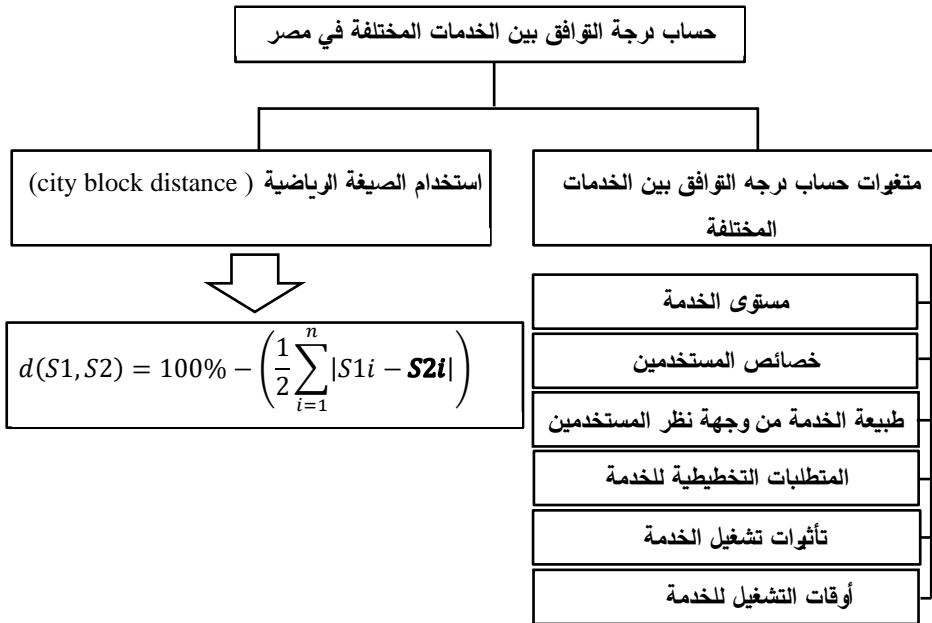 حساب درجة التوافق بين الخدمات المختلفة في مصر
متغيرات حساب درجه التوافق بين الخدمات
المختلفة
استخدام الصيغة الرياضية ( city block distance)
مستوى الخدمة
خصائص المستخدمين
طبيعة الخدمة من وجهة نظر المستخدمين
المتطلبات التخطيطية للخدمة
تأثيرات تشغيل الخدمة
أوقات التشغيل للخدمة
d(S1, S2) = 100% − (1/2 ∑_{i=1}^{n} |S1i − S2i|)